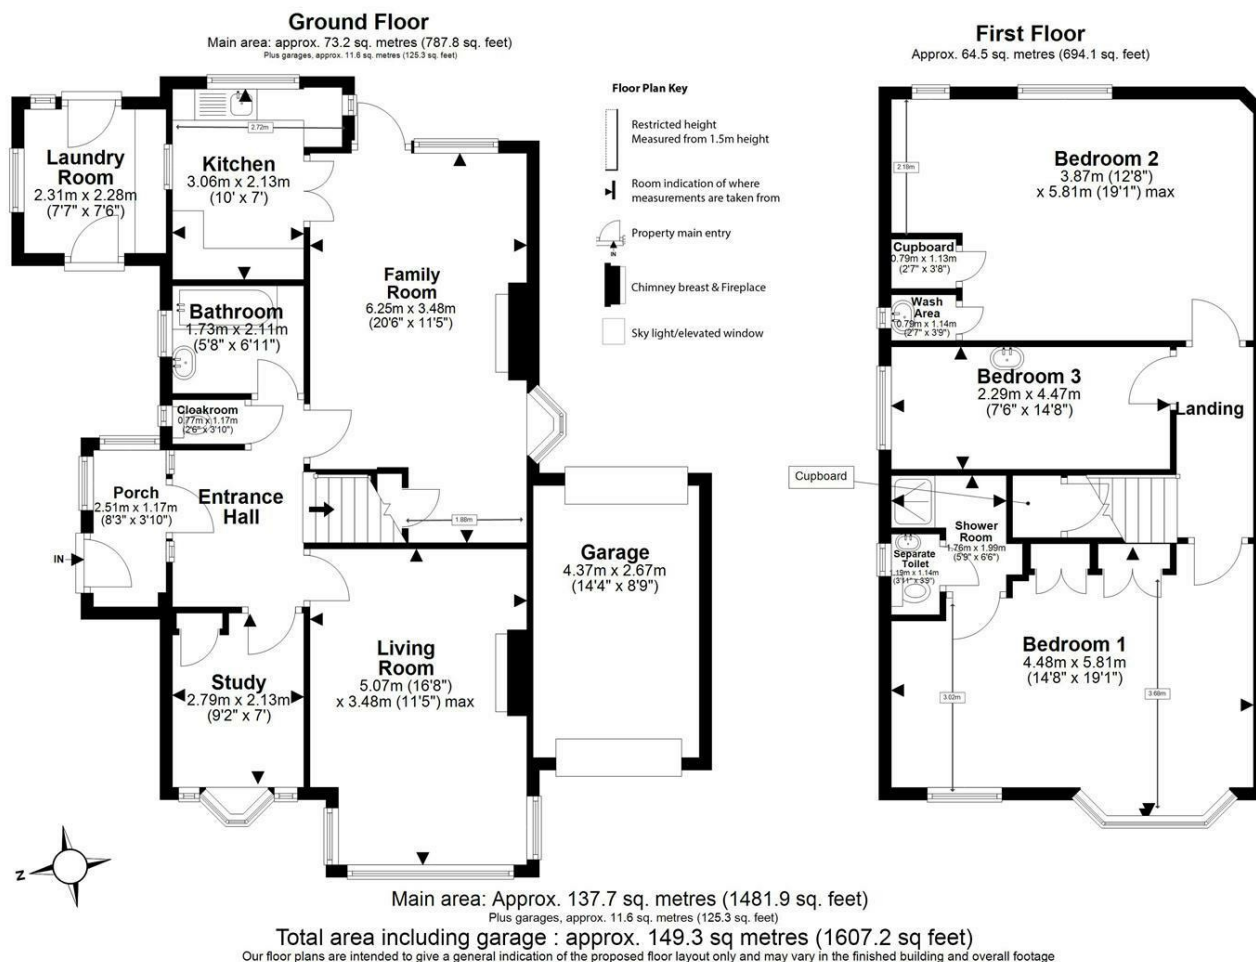 Ground Floor
Main area: approx. 73.2 sq. metres (787.8 sq. feet)
Plus garages, approx. 11.6 sq. metres (125.3 sq. feet)
First Floor
Approx. 64.5 sq. metres (694.1 sq. feet)
Floor Plan Key
Restricted height
Measured from 1.5m height
Room indication of where
measurements are taken from
Property main entry
IN
Chimney breast & Fireplace
Sky light/elevated window
Laundry
Room
2.31m x 2.28m
(7'7" x 7'6")
2.72m
Kitchen
3.06m x 2.13m
(10' x 7')
Family
Room
6.25m x 3.48m
(20'6" x 11'5")
Bathroom
1.73m x 2.11m
(5'8" x 6'11")
Cloakroom
0.77m x 1.17m
(2'6" x 3'10")
Porch
2.51m x 1.17m
(8'3" x 3'10")
IN
Entrance
Hall
1.88m
Garage
4.37m x 2.67m
(14'4" x 8'9")
Living
Room
5.07m (16'8")
x 3.48m (11'5") max
Study
2.79m x 2.13m
(9'2" x 7')
Bedroom 2
3.87m (12'8")
x 5.81m (19'1") max
Cupboard
0.79m x 1.13m
(2'7" x 3'8")
Wash
Area
0.79m x 1.14m
(2'7" x 3'9")
Bedroom 3
2.29m x 4.47m
(7'6" x 14'8")
Landing
Cupboard
Shower
Room
1.76m x 1.99m
(5'9" x 6'6")
Separate
Toilet
1.19m x 1.14m
(3'11" x 3'9")
Bedroom 1
4.48m x 5.81m
(14'8" x 19'1")
3.02m
N
Main area: Approx. 137.7 sq. metres (1481.9 sq. feet)
Plus garages, approx. 11.6 sq. metres (125.3 sq. feet)
Total area including garage : approx. 149.3 sq metres (1607.2 sq feet)
Our floor plans are intended to give a general indication of the proposed floor layout only and may vary in the finished building and overall footage